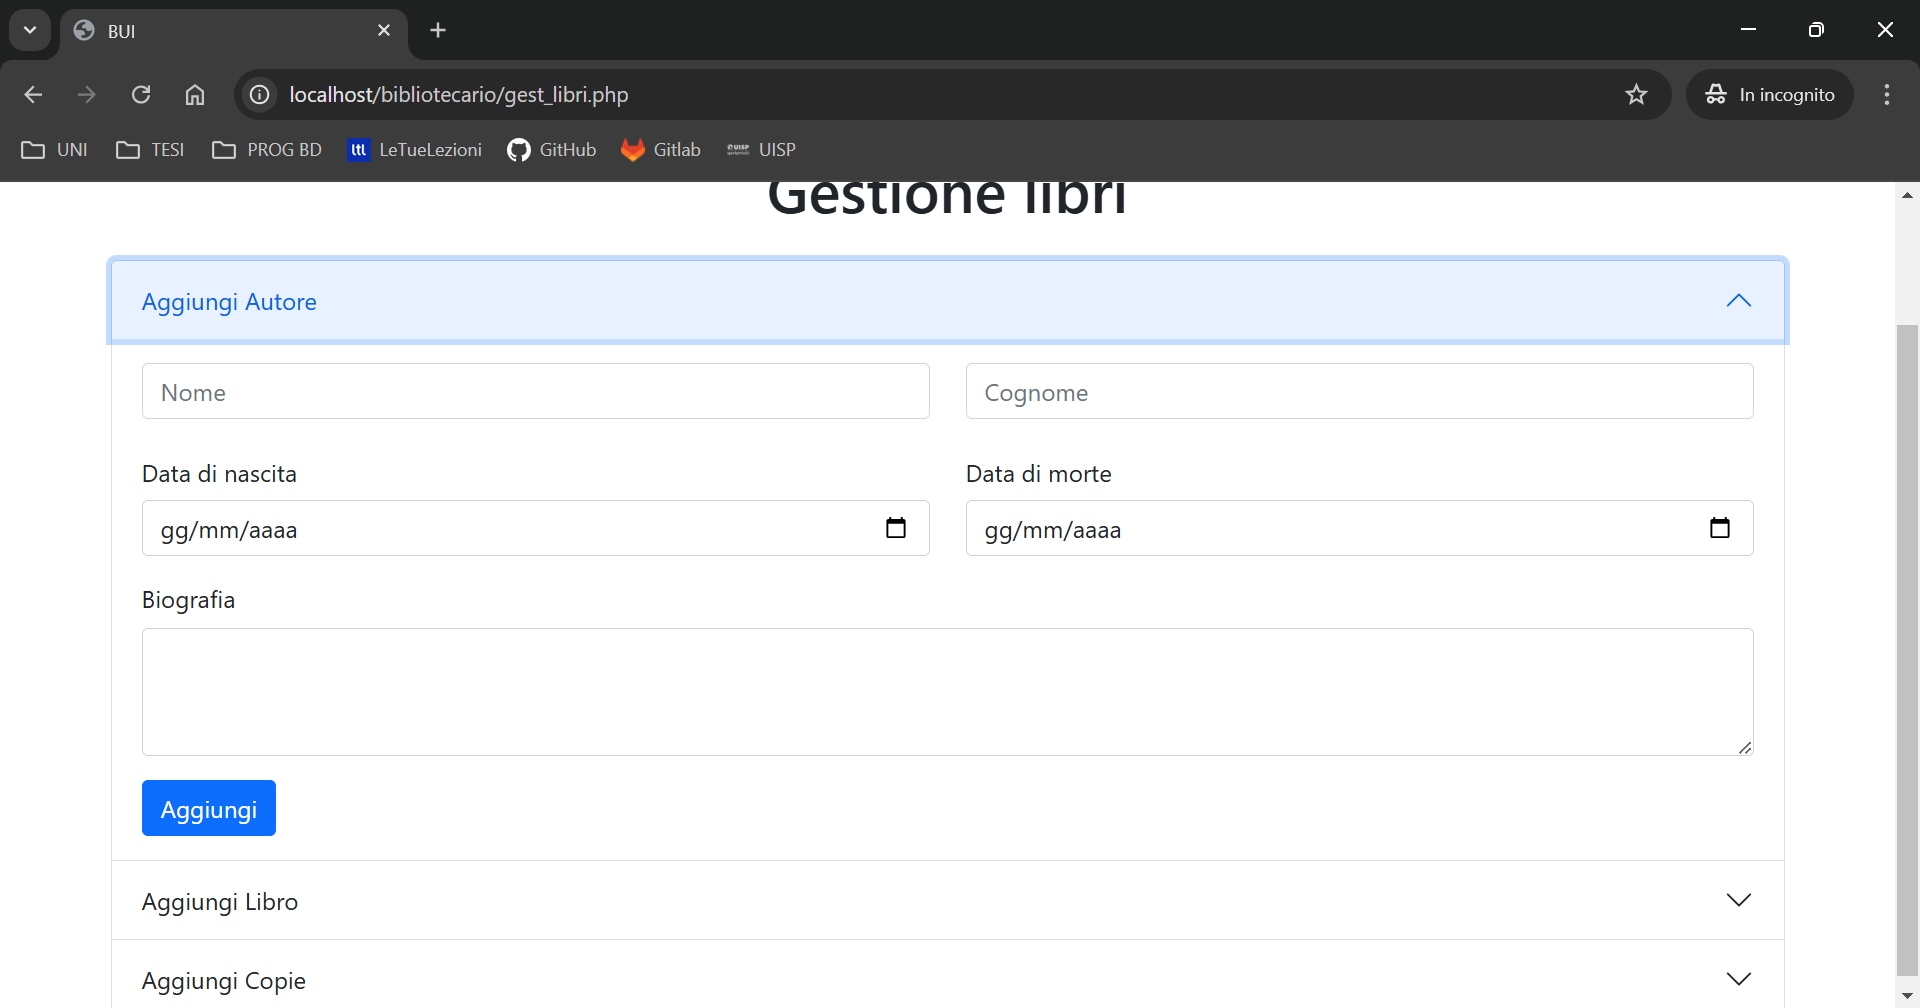 BUI
localhost/bibliotecario/gest_libri.php
In incognito
UNI
TESI
PROG BD
LeTueLezioni
GitHub
Gitlab
UISP
Gestione libri
Aggiungi Autore
Nome
Cognome
Data di nascita
Data di morte
gg/mm/aaaa
gg/mm/aaaa
Biografia
Aggiungi
Aggiungi Libro
Aggiungi Copie